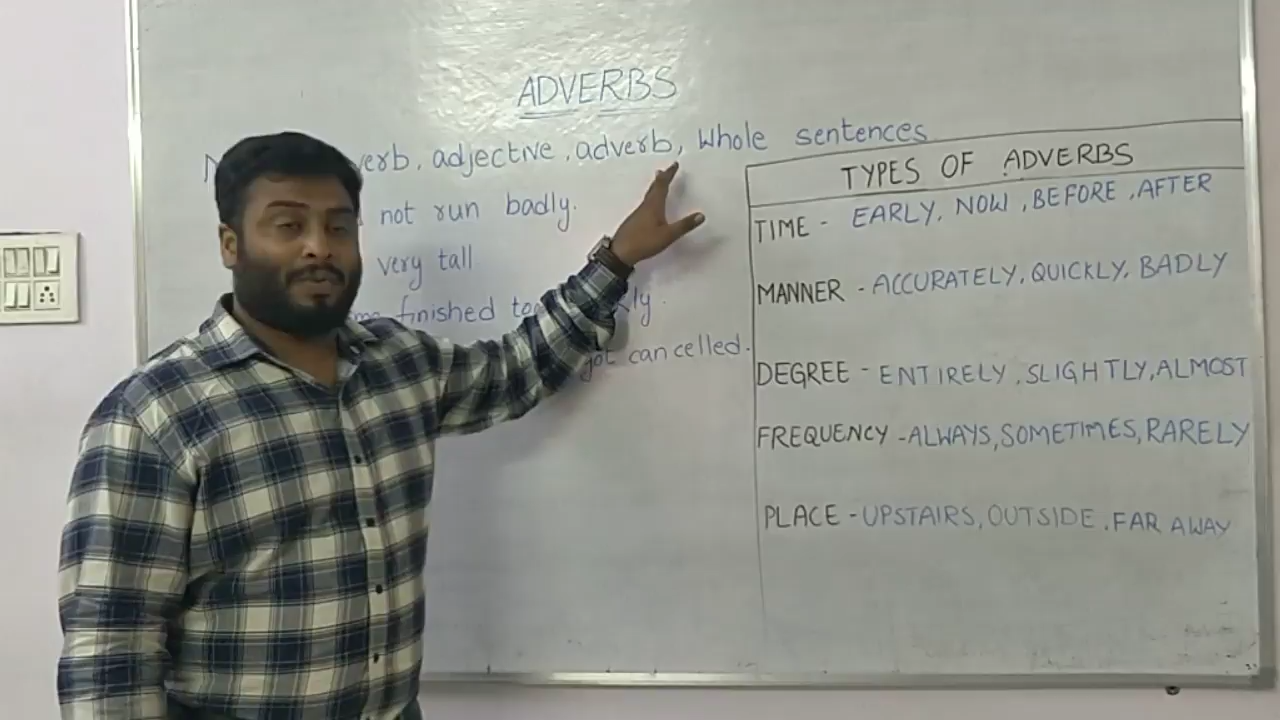 ADVERBS
verb, adjective, adverb, whole sentences
not run badly.
very tall
finished
got cancelled.
TYPES OF ADVERBS
TIME - EARLY, NOW, BEFORE, AFTER
MANNER - ACCURATELY, QUICKLY, BADLY
DEGREE - ENTIRELY, SLIGHTLY, ALMOST
FREQUENCY - ALWAYS, SOMETIMES, RARELY
PLACE - UPSTAIRS, OUTSIDE, FAR AWAY